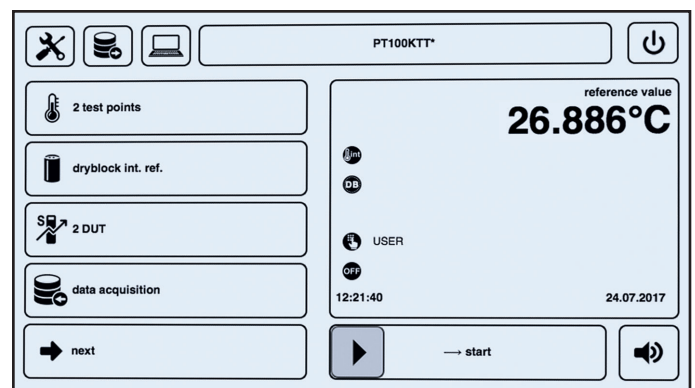 PT100KTT*
2 test points
dryblock int. ref.
S 2 DUT
data acquisition
next
reference value
26.886°C
int
DB
USER
OFF
12:21:40 24.07.2017
→ start